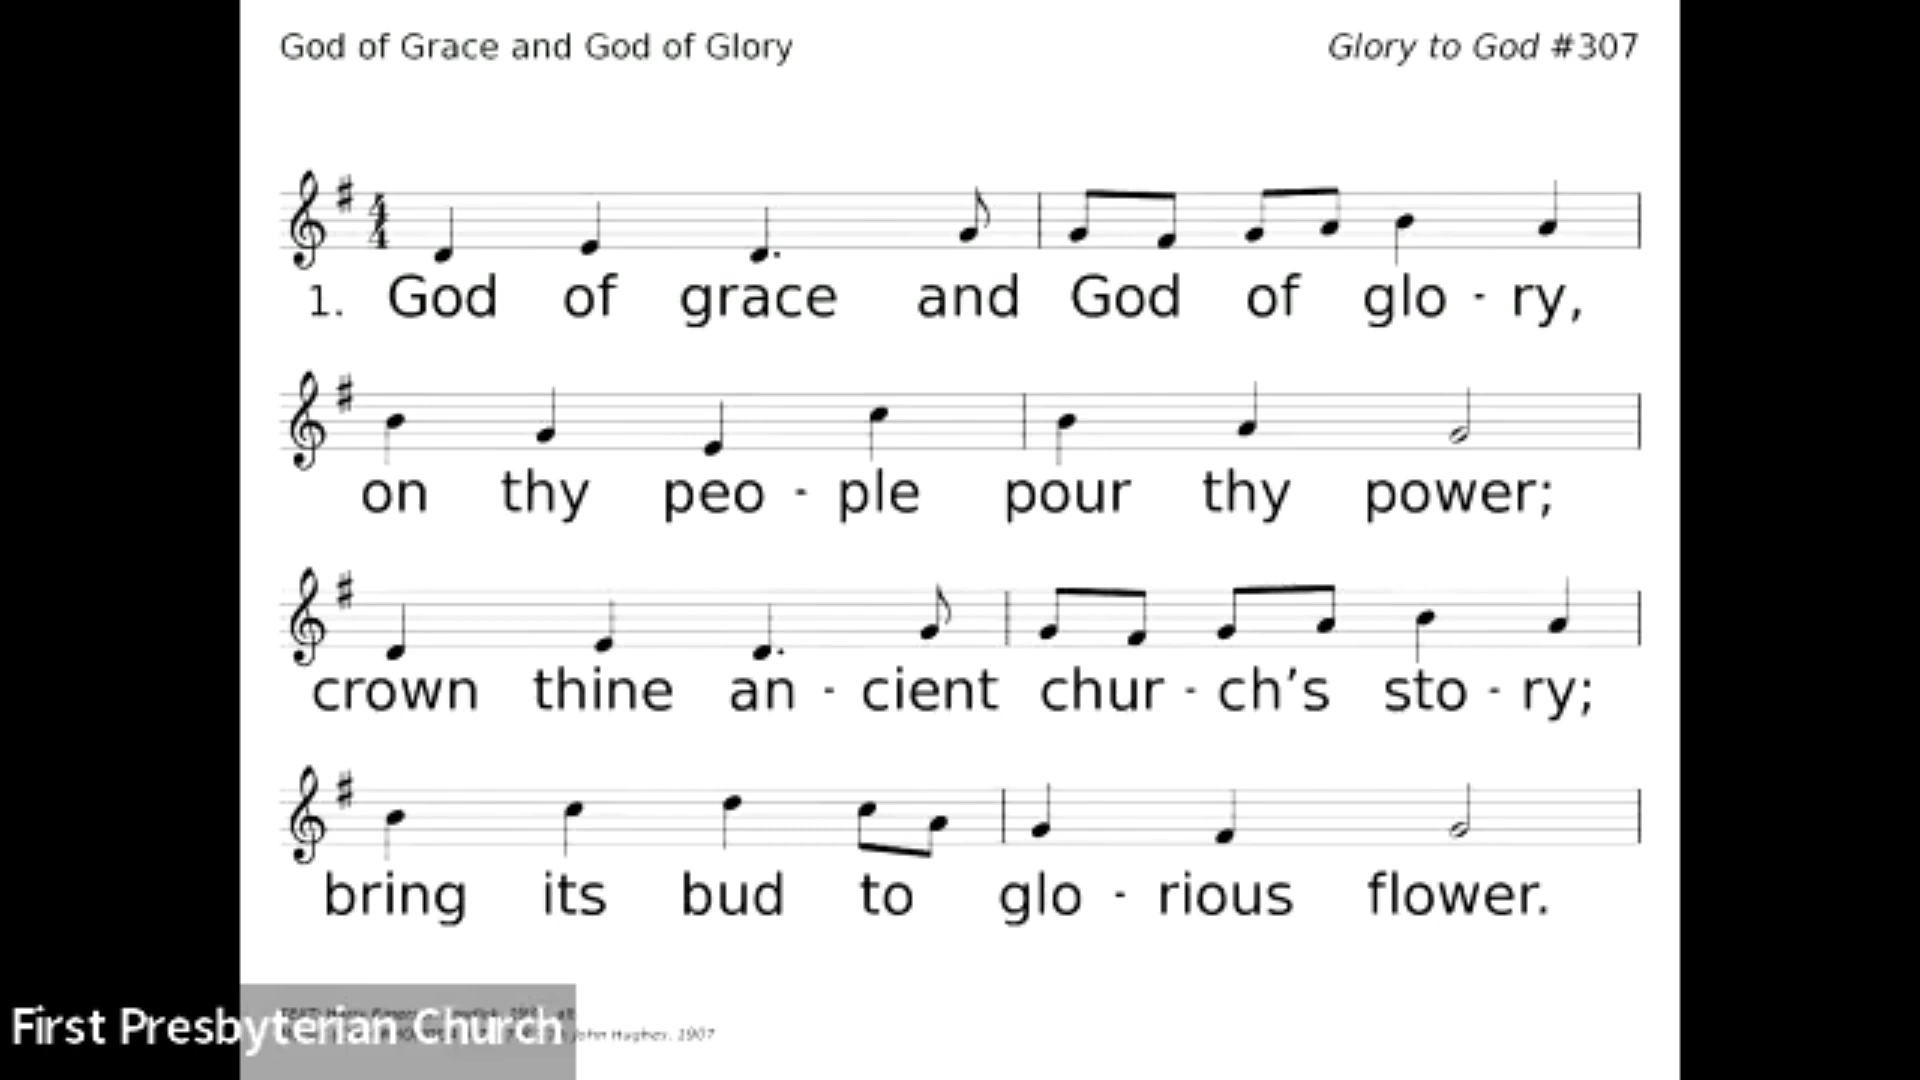 God of Grace and God of Glory
Glory to God #307
4
4
1. God of grace and God of glo - ry,
on thy peo - ple pour thy power;
crown thine an - cient chur - ch’s sto - ry;
bring its bud to glo - rious flower.
First Presbyterian Church
John Hughes, 1907